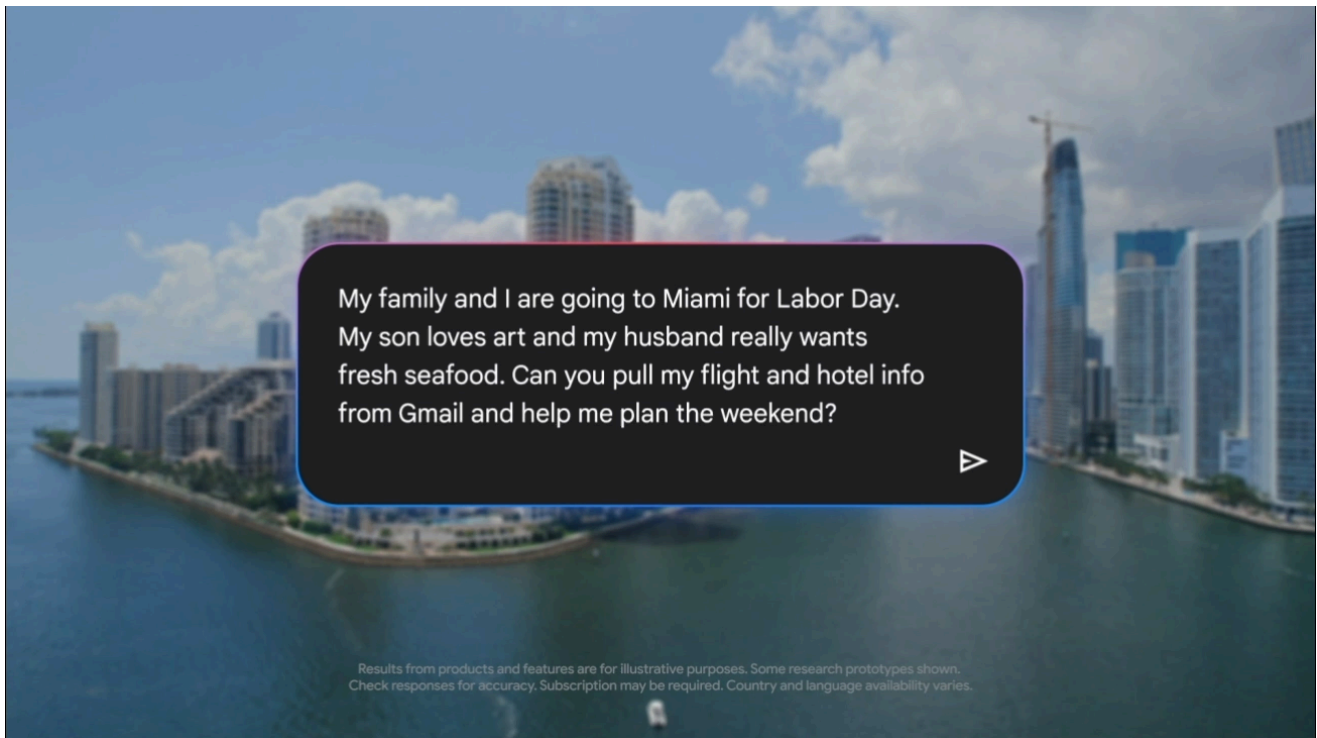 My family and I are going to Miami for Labor Day.
My son loves art and my husband really wants
fresh seafood. Can you pull my flight and hotel info
from Gmail and help me plan the weekend?
Results from products and features are for illustrative purposes. Some research prototypes shown.
Check responses for accuracy. Subscription may be required. Country and language availability varies.